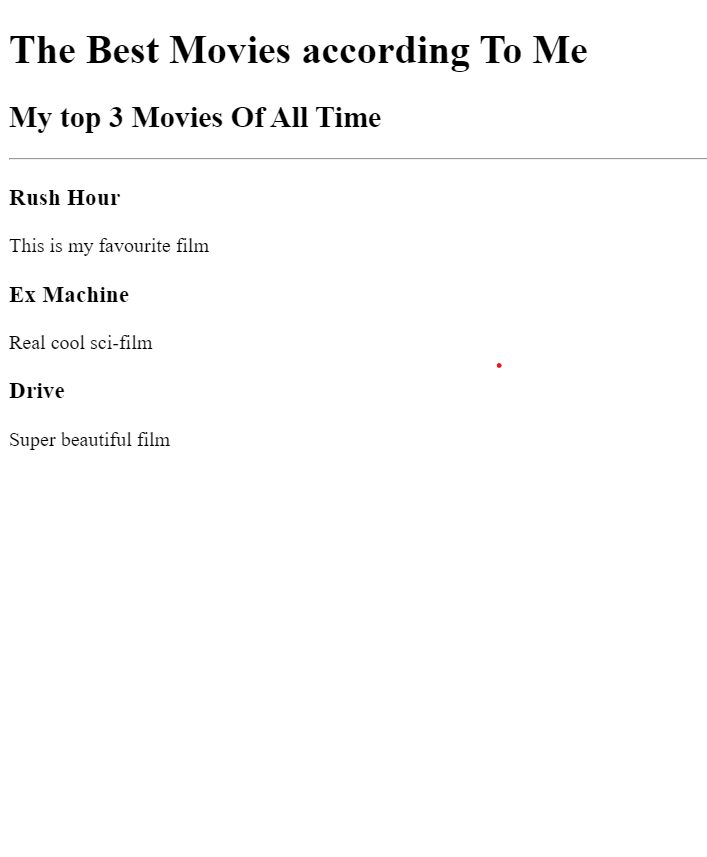 The Best Movies according To Me
My top 3 Movies Of All Time
Rush Hour
This is my favourite film
Ex Machine
Real cool sci-film
Drive
Super beautiful film